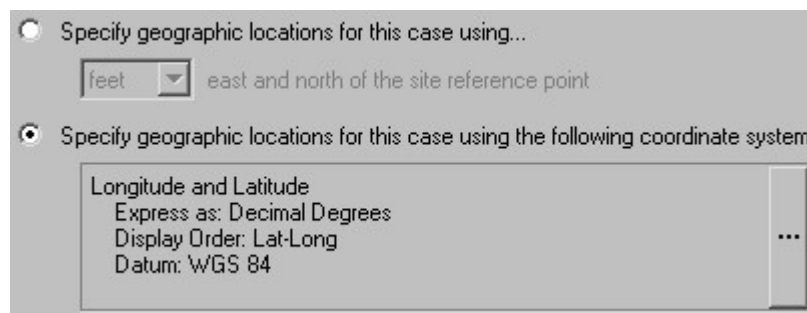 Specify geographic locations for this case using...
feet east and north of the site reference point
Specify geographic locations for this case using the following coordinate system
Longitude and Latitude
Express as: Decimal Degrees
Display Order: Lat-Long
Datum: WGS 84
...